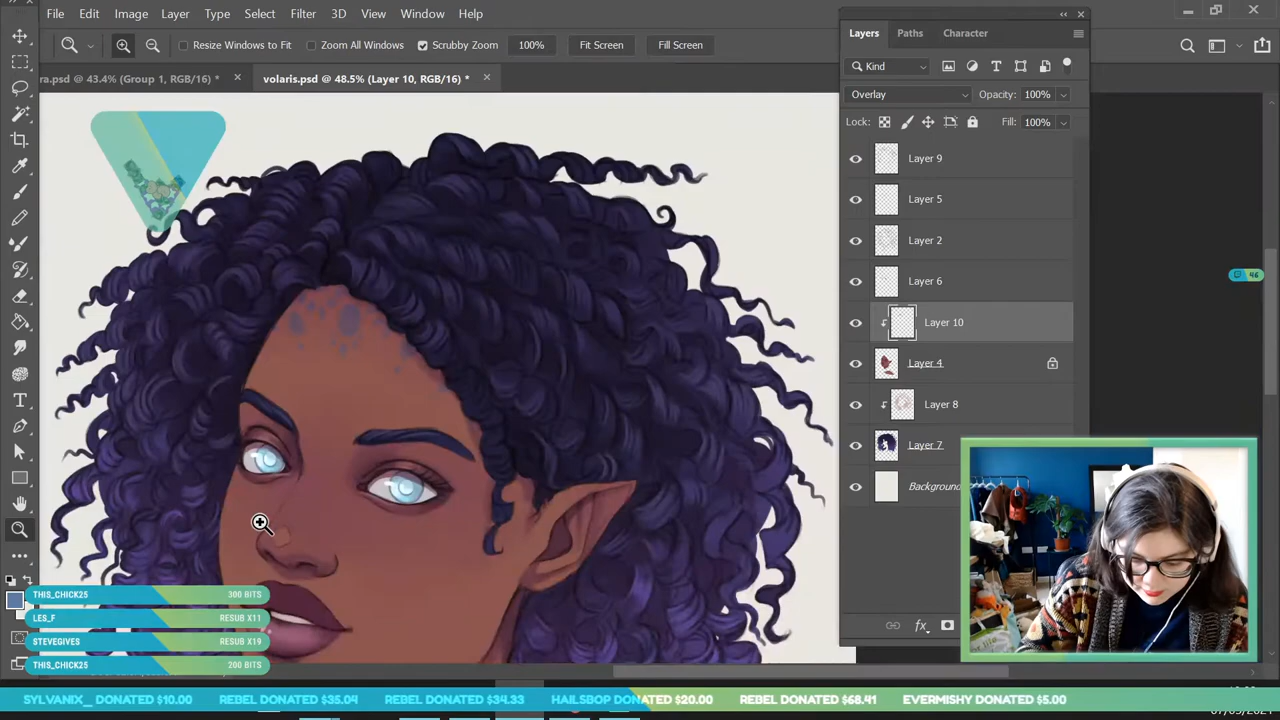 File Edit Image Layer Type Select Filter 3D View Window Help
Resize Windows to Fit Zoom All Windows Scrubby Zoom 100% Fit Screen Fill Screen
ra.psd @ 43.4% (Group 1, RGB/16) * volaris.psd @ 48.5% (Layer 10, RGB/16) *
Layers Paths Character
Kind
Overlay Opacity: 100%
Lock: Fill: 100%
Layer 9
Layer 5
Layer 2
Layer 6
Layer 10
Layer 4
Layer 8
Layer 7
Background
fx
46
THIS_CHICK25 300 BITS
LES_F RESUB X11
STEVEGIVES RESUB X19
THIS_CHICK25 200 BITS
SYLVANIX_ DONATED $10.00 REBEL DONATED $35.04 REBEL DONATED $34.33 HAILSBOP DONATED $20.00 REBEL DONATED $68.41 EVERMISHY DONATED $5.00